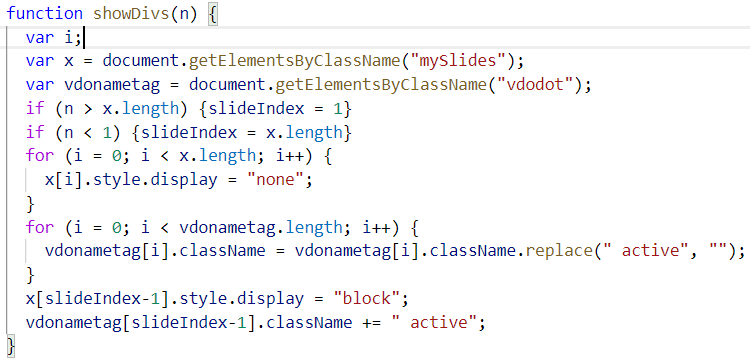 function showDivs(n) {
  var i;
  var x = document.getElementsByClassName("mySlides");
  var vdonametag = document.getElementsByClassName("vdodot");
  if (n > x.length) {slideIndex = 1}
  if (n < 1) {slideIndex = x.length}
  for (i = 0; i < x.length; i++) {
    x[i].style.display = "none";
  }
  for (i = 0; i < vdonametag.length; i++) {
    vdonametag[i].className = vdonametag[i].className.replace(" active", "");
  }
  x[slideIndex-1].style.display = "block";
  vdonametag[slideIndex-1].className += " active";
}